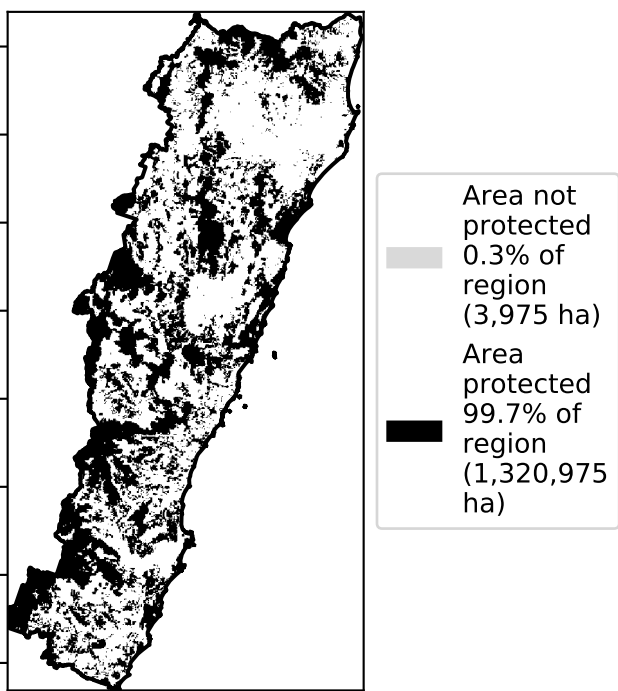 Area not
protected
0.3% of
region
(3,975 ha)
Area
protected
99.7% of
region
(1,320,975
ha)